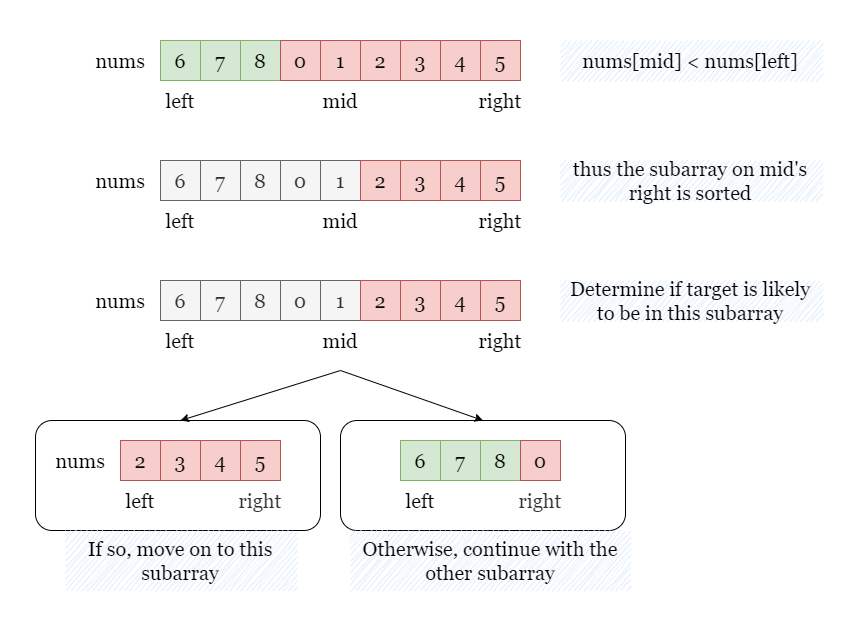 nums 6 7 8 0 1 2 3 4 5 nums[mid] < nums[left]
left mid right
thus the subarray on mid's
nums 6 7 8 0 1 2 3 4 5
right is sorted
left mid right
Determine if target is likely
nums 6 7 8 0 1 2 3 4 5
to be in this subarray
left mid right
nums 2 3 4 5
left right
6 7 8 0
left right
If so, move on to this
subarray
Otherwise, continue with the
other subarray